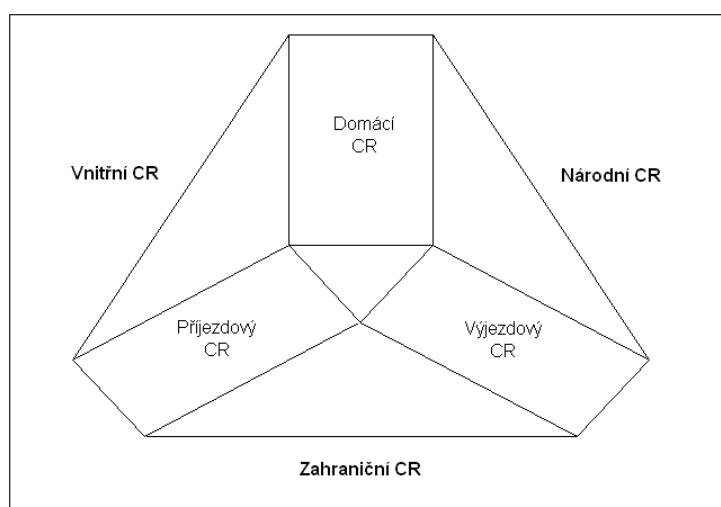 Domácí
CR
Vnitřní CR
Národní CR
Příjezdový
CR
Výjezdový
CR
Zahraniční CR